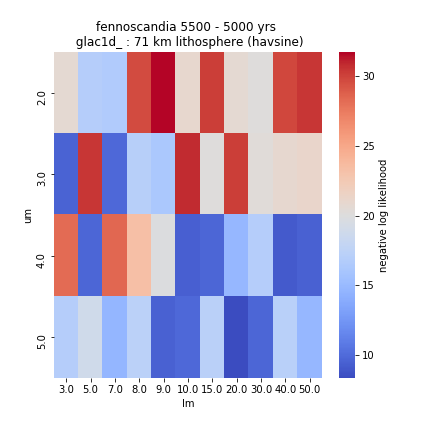 fennoscandia 5500 - 5000 yrs
glac1d_ : 71 km lithosphere (havsine)
2.0
3.0
4.0
5.0
um
3.0 5.0 7.0 8.0 9.0 10.0 15.0 20.0 30.0 40.0 50.0
lm
30
25
20
15
10
negative log likelihood